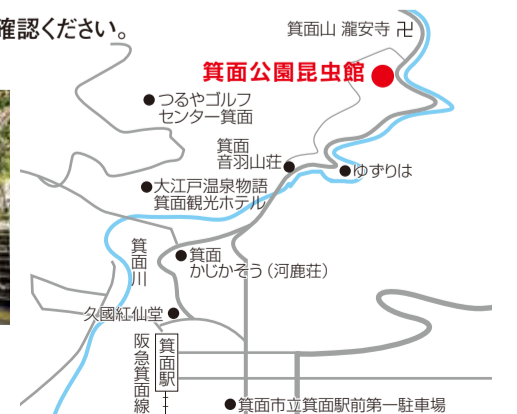 確認ください。
箕面山 瀧安寺 卍
箕面公園昆虫館
つるやゴルフ
センター箕面
箕面
音羽山荘
ゆずりは
大江戸温泉物語
箕面観光ホテル
箕面川
箕面
かじかそう（河鹿荘）
久國紅仙堂
箕面駅
阪急箕面線
箕面市立箕面駅前第一駐車場